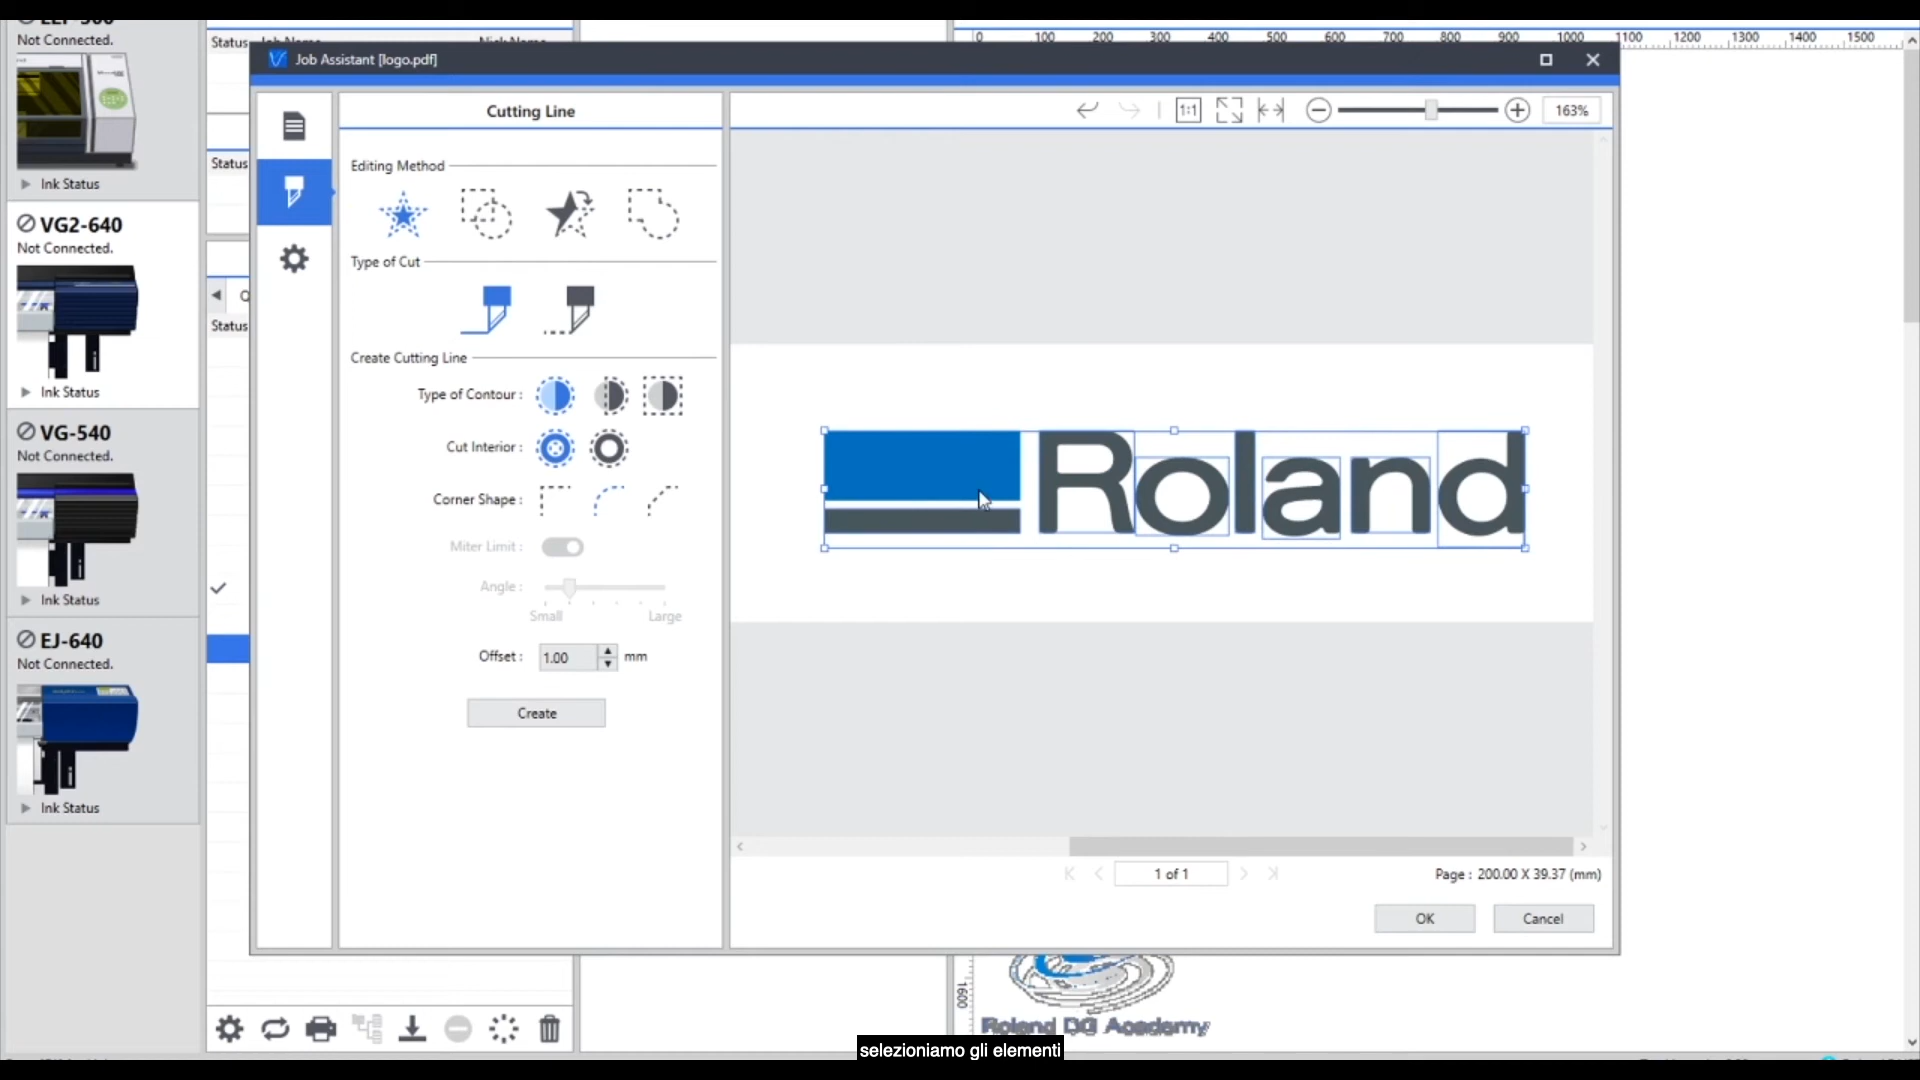 Not Connected.
Ink Status
VG2-640
Not Connected.
Ink Status
VG-540
Not Connected.
Ink Status
EJ-640
Not Connected.
Ink Status
Status
Status
Status
0 100 200 300 400 500 600 700 800 900 1000 1100 1200 1300 1400 1500
Job Assistant [logo.pdf]
Cutting Line
Editing Method
Type of Cut
Create Cutting Line
Type of Contour :
Cut Interior :
Corner Shape :
Miter Limit :
Angle :
Small Large
Offset : 1.00 mm
Create
1:1
163%
Roland
1 of 1
Page : 200.00 X 39.37 (mm)
OK Cancel
1600
Roland DG Academy
selezioniamo gli elementi